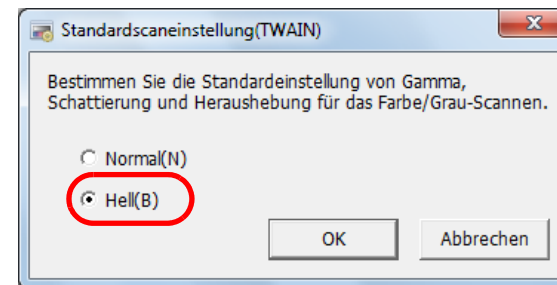 Standardscaneinstellung(TWAIN)
Bestimmen Sie die Standardeinstellung von Gamma,
Schattierung und Heraushebung für das Farbe/Grau-Scannen.
Normal(N)
Hell(B)
OK Abbrechen